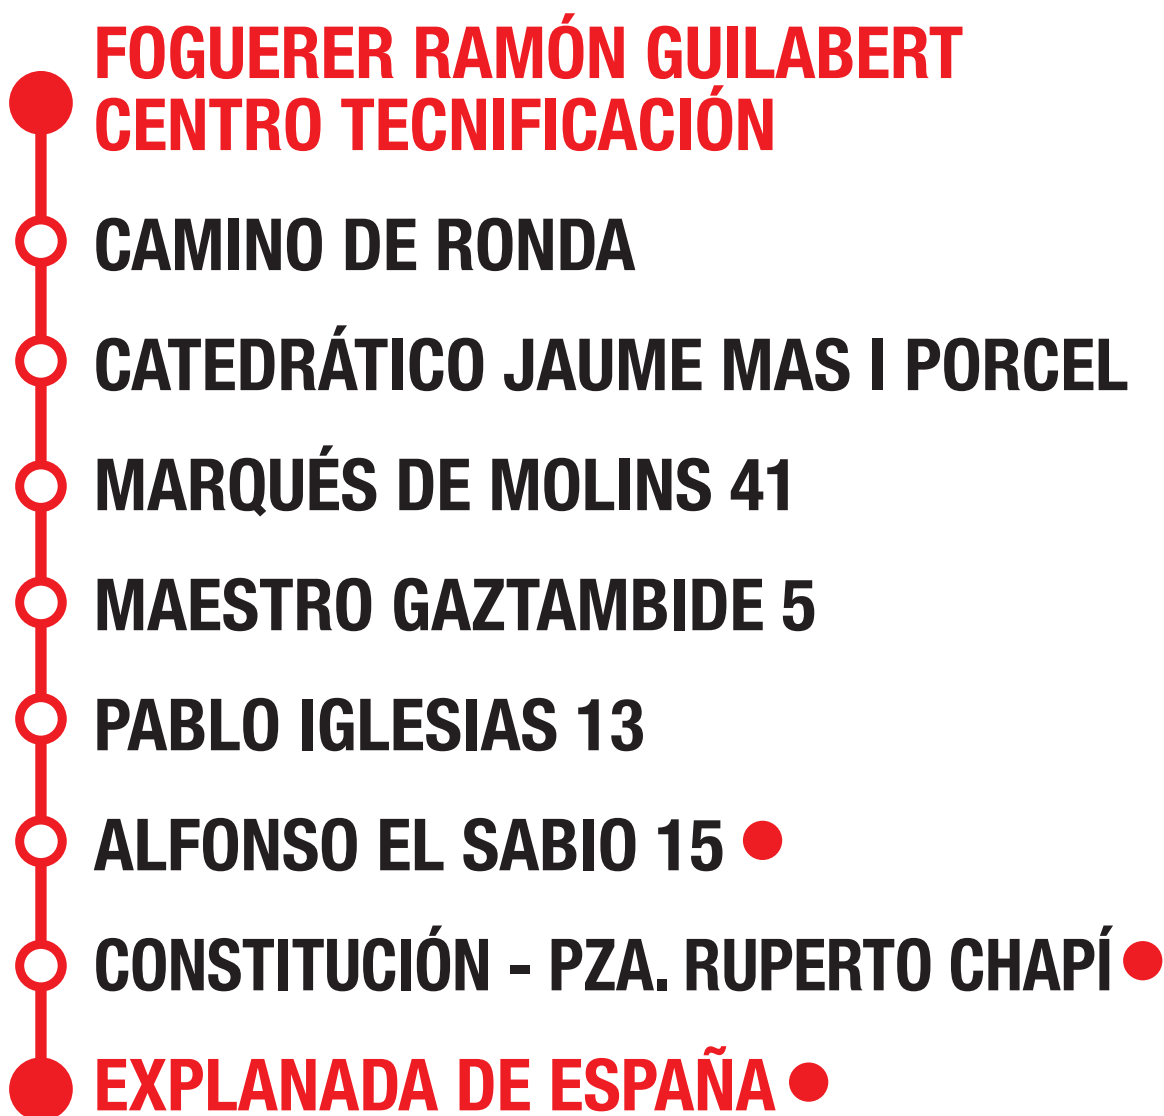 FOGUERER RAMÓN GUILABERT
CENTRO TECNIFICACIÓN
CAMINO DE RONDA
CATEDRÁTICO JAUME MAS I PORCEL
MARQUÉS DE MOLINS 41
MAESTRO GAZTAMBIDE 5
PABLO IGLESIAS 13
ALFONSO EL SABIO 15
CONSTITUCIÓN - PZA. RUPERTO CHAPÍ
EXPLANADA DE ESPAÑA